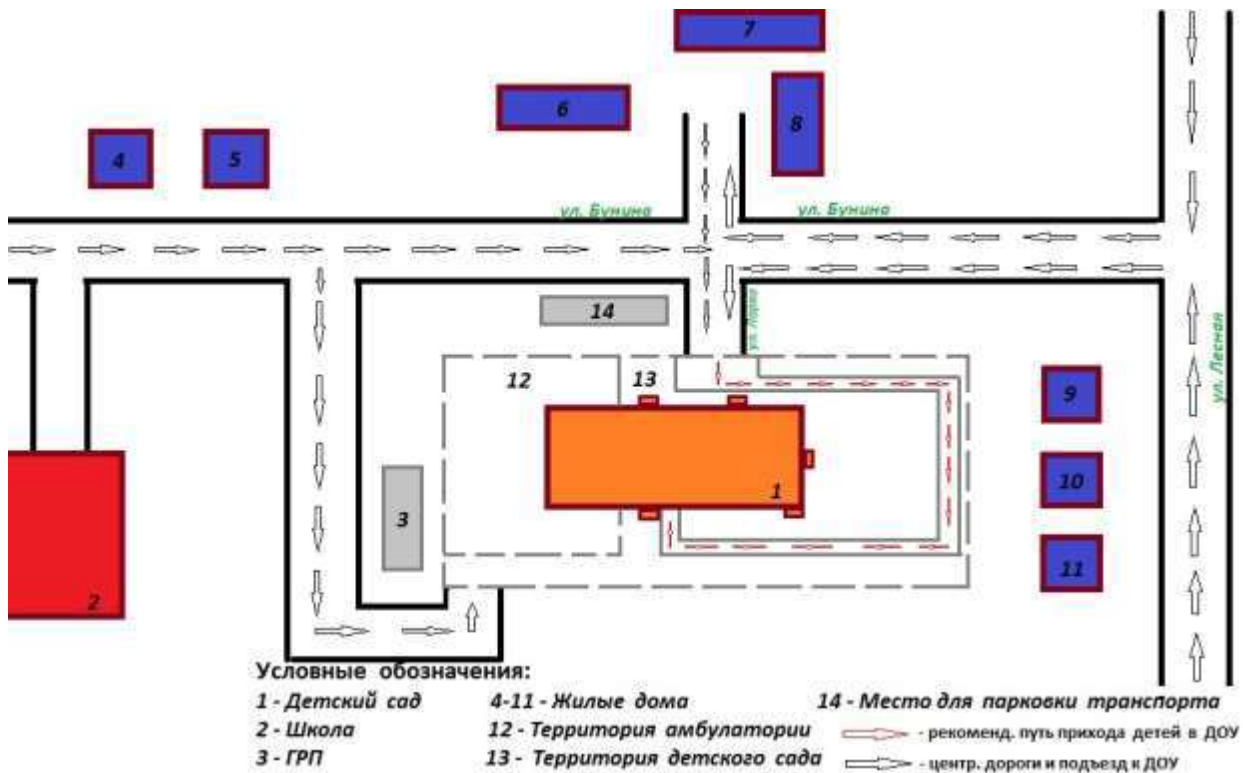 7
6
8
4
5
ул. Бунина
ул. Бунина
14
ул. Лесная
12
13
9
1
10
3
11
2
Условные обозначения:
1 - Детский сад
4-11 - Жилые дома
14 - Место для парковки транспорта
2 - Школа
12 - Территория амбулатории
- рекоменд. путь прихода детей в ДОУ
3 - ГРП
13 - Территория детского сада
- центр. дороги и подъезд к ДОУ